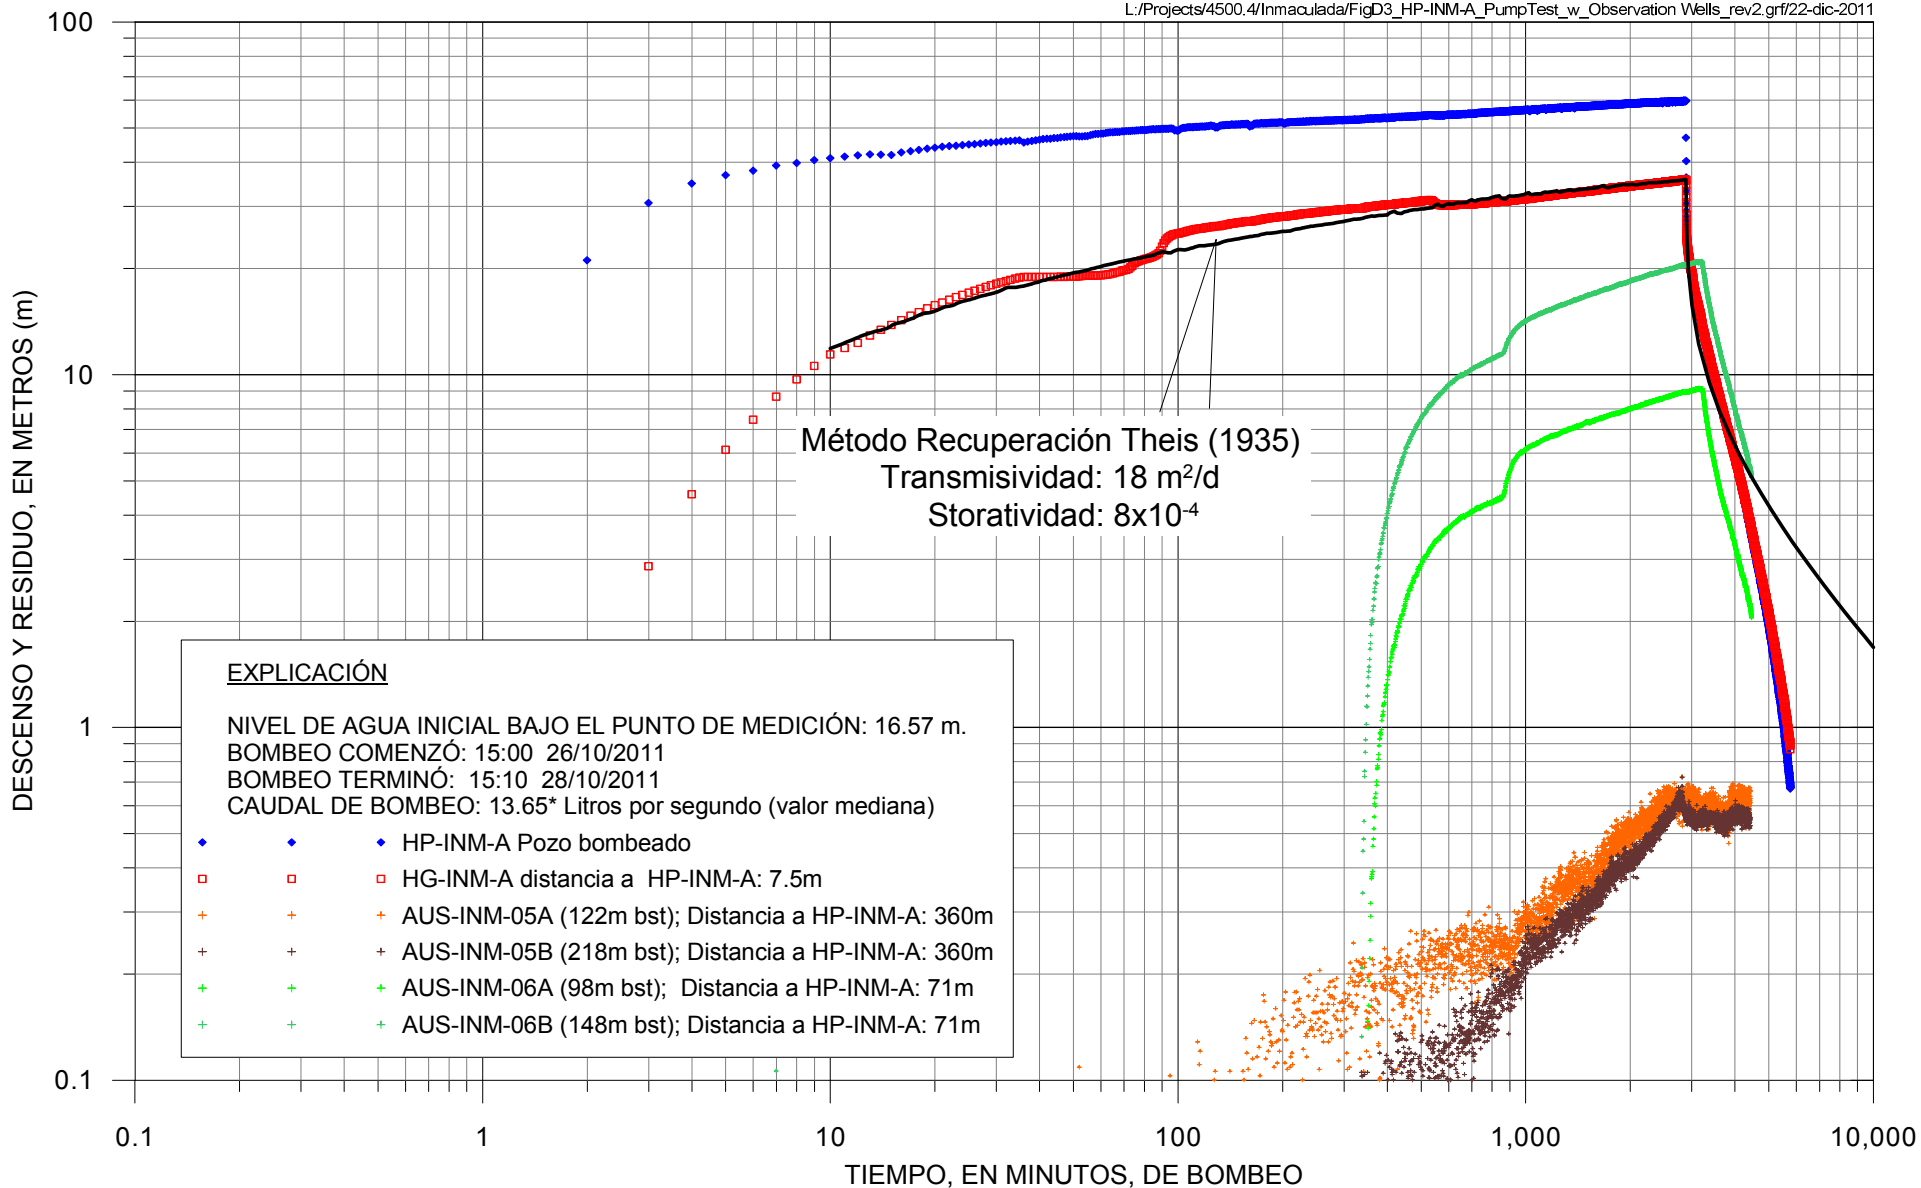 L:/Projects/4500.4/Inmaculada/FigD3_HP-INM-A_PumpTest_w_Observation Wells_rev2.grf/22-dic-2011
100
10
1
0.1
DESCENSO Y RESIDUO, EN METROS (m)
Método Recuperación Theis (1935)
Transmisividad: 18 m²/d
Storatividad: 8x10⁻⁴
EXPLICACIÓN
NIVEL DE AGUA INICIAL BAJO EL PUNTO DE MEDICIÓN: 16.57 m.
BOMBEO COMENZÓ: 15:00 26/10/2011
BOMBEO TERMINÓ: 15:10 28/10/2011
CAUDAL DE BOMBEO: 13.65* Litros por segundo (valor mediana)
HP-INM-A Pozo bombeado
HG-INM-A distancia a HP-INM-A: 7.5m
AUS-INM-05A (122m bst); Distancia a HP-INM-A: 360m
AUS-INM-05B (218m bst); Distancia a HP-INM-A: 360m
AUS-INM-06A (98m bst); Distancia a HP-INM-A: 71m
AUS-INM-06B (148m bst); Distancia a HP-INM-A: 71m
0.1 1 10 100 1,000 10,000
TIEMPO, EN MINUTOS, DE BOMBEO